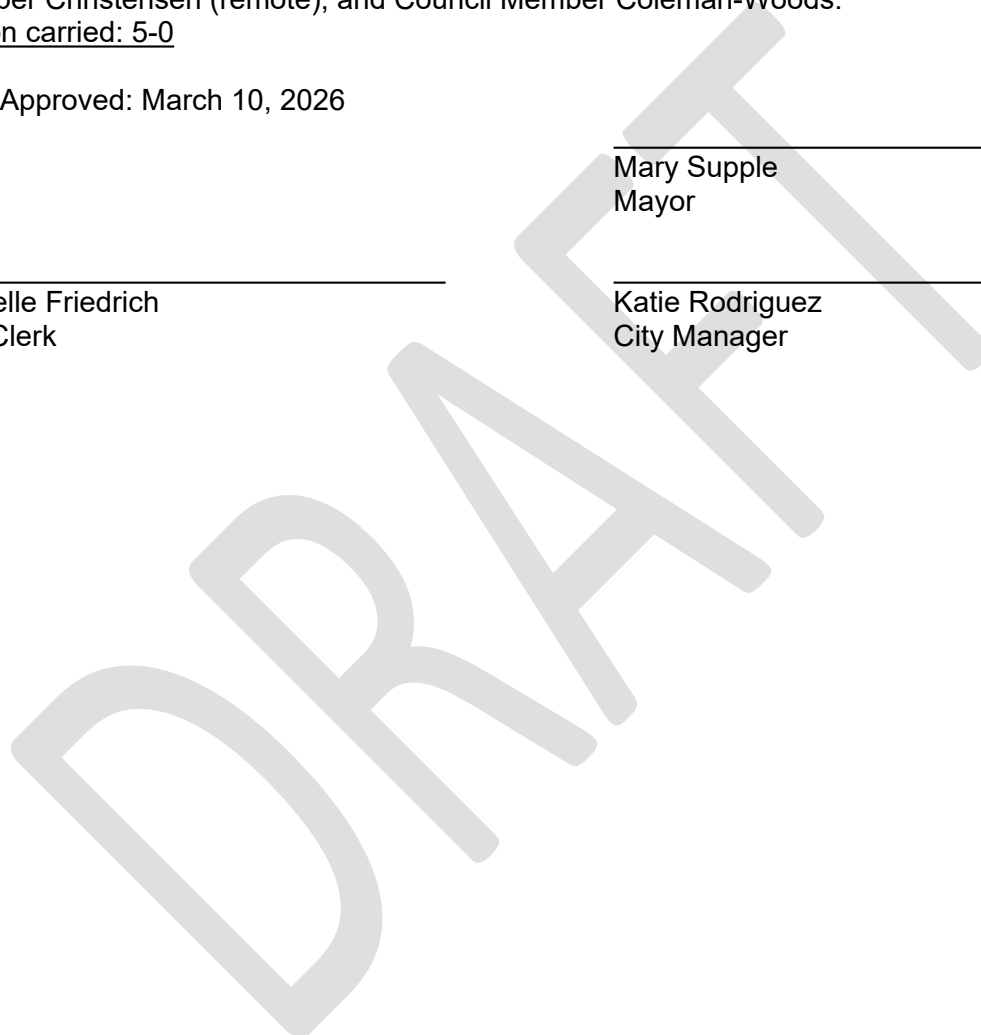 ber Christensen (remote), and Council Member Coleman-Woods.
on carried: 5-0
Approved: March 10, 2026
Mary Supple
Mayor
elle Friedrich
Clerk
Katie Rodriguez
City Manager
DRAFT